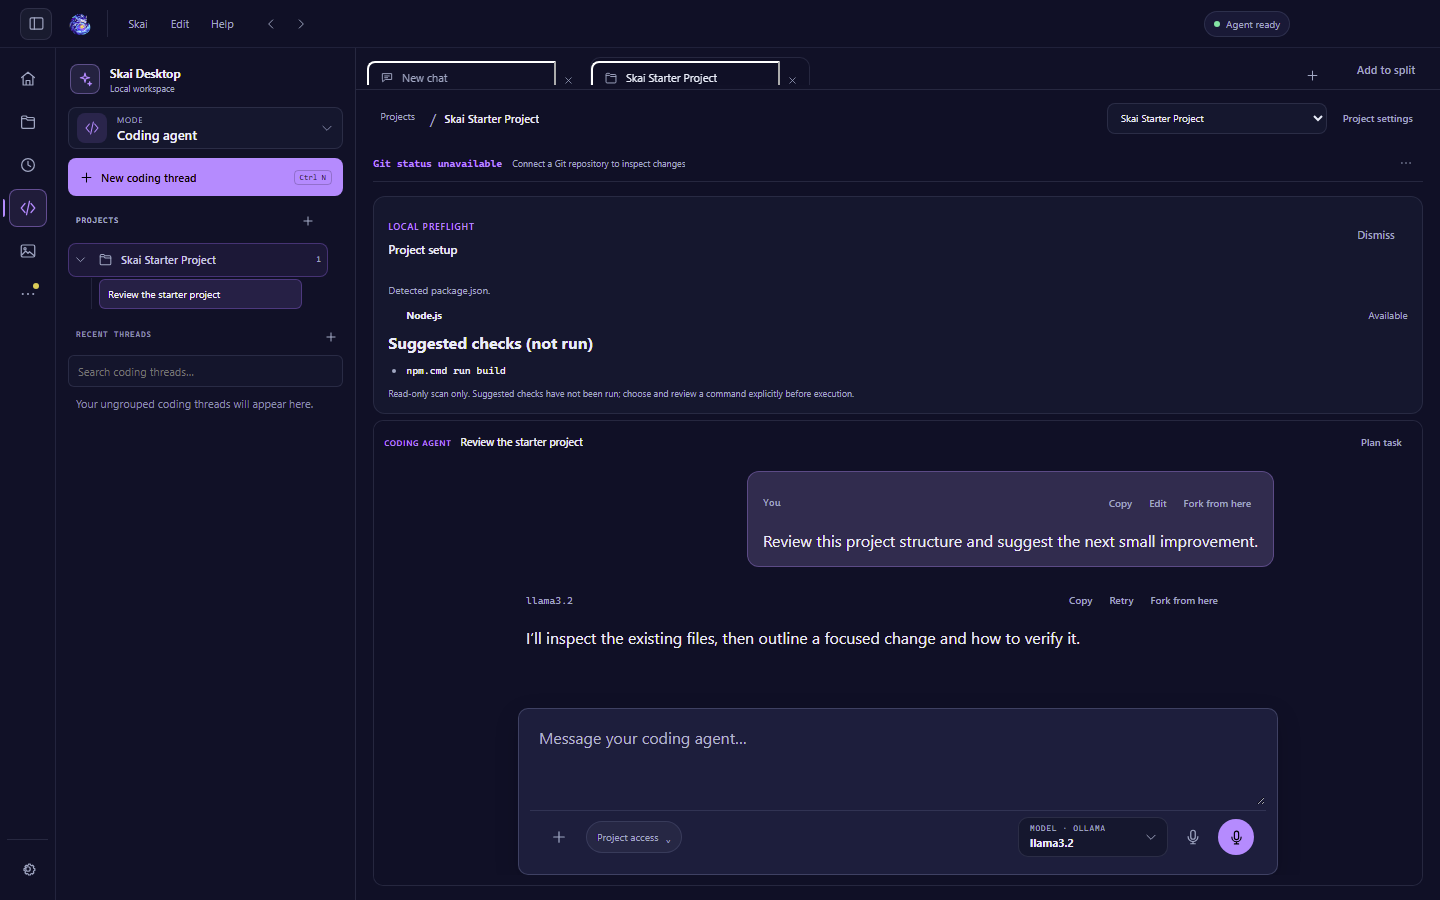 Skai Edit Help
Agent ready
Skai Desktop
Local workspace
MODE
Coding agent
New coding thread Ctrl N
PROJECTS
Skai Starter Project 1
Review the starter project
RECENT THREADS
Search coding threads...
Your ungrouped coding threads will appear here.
New chat
Skai Starter Project
Add to split
Projects / Skai Starter Project
Skai Starter Project
Project settings
Git status unavailable Connect a Git repository to inspect changes
LOCAL PREFLIGHT
Project setup
Dismiss
Detected package.json.
Node.js Available
Suggested checks (not run)
• npm.cmd run build
Read-only scan only. Suggested checks have not been run; choose and review a command explicitly before execution.
CODING AGENT Review the starter project Plan task
You Copy Edit Fork from here
Review this project structure and suggest the next small improvement.
llama3.2 Copy Retry Fork from here
I'll inspect the existing files, then outline a focused change and how to verify it.
Message your coding agent...
Project access
MODEL · OLLAMA
llama3.2